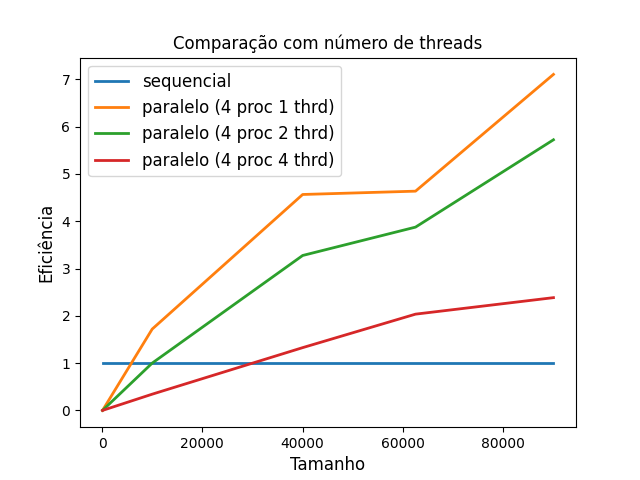 Comparação com número de threads
sequencial
paralelo (4 proc 1 thrd)
paralelo (4 proc 2 thrd)
paralelo (4 proc 4 thrd)
Eficiência
7
6
5
4
3
2
1
0
0 20000 40000 60000 80000
Tamanho